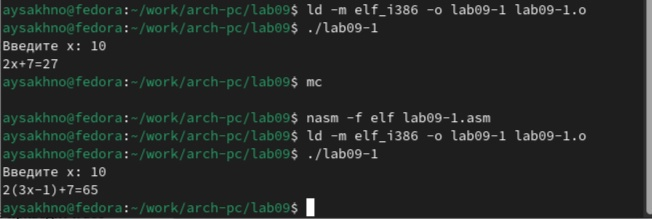 aysakhno@fedora:~/work/arch-pc/lab09$ ld -m elf_i386 -o lab09-1 lab09-1.o
aysakhno@fedora:~/work/arch-pc/lab09$ ./lab09-1
Введите x: 10
2x+7=27
aysakhno@fedora:~/work/arch-pc/lab09$ mc
aysakhno@fedora:~/work/arch-pc/lab09$ nasm -f elf lab09-1.asm
aysakhno@fedora:~/work/arch-pc/lab09$ ld -m elf_i386 -o lab09-1 lab09-1.o
aysakhno@fedora:~/work/arch-pc/lab09$ ./lab09-1
Введите x: 10
2(3x-1)+7=65
aysakhno@fedora:~/work/arch-pc/lab09$